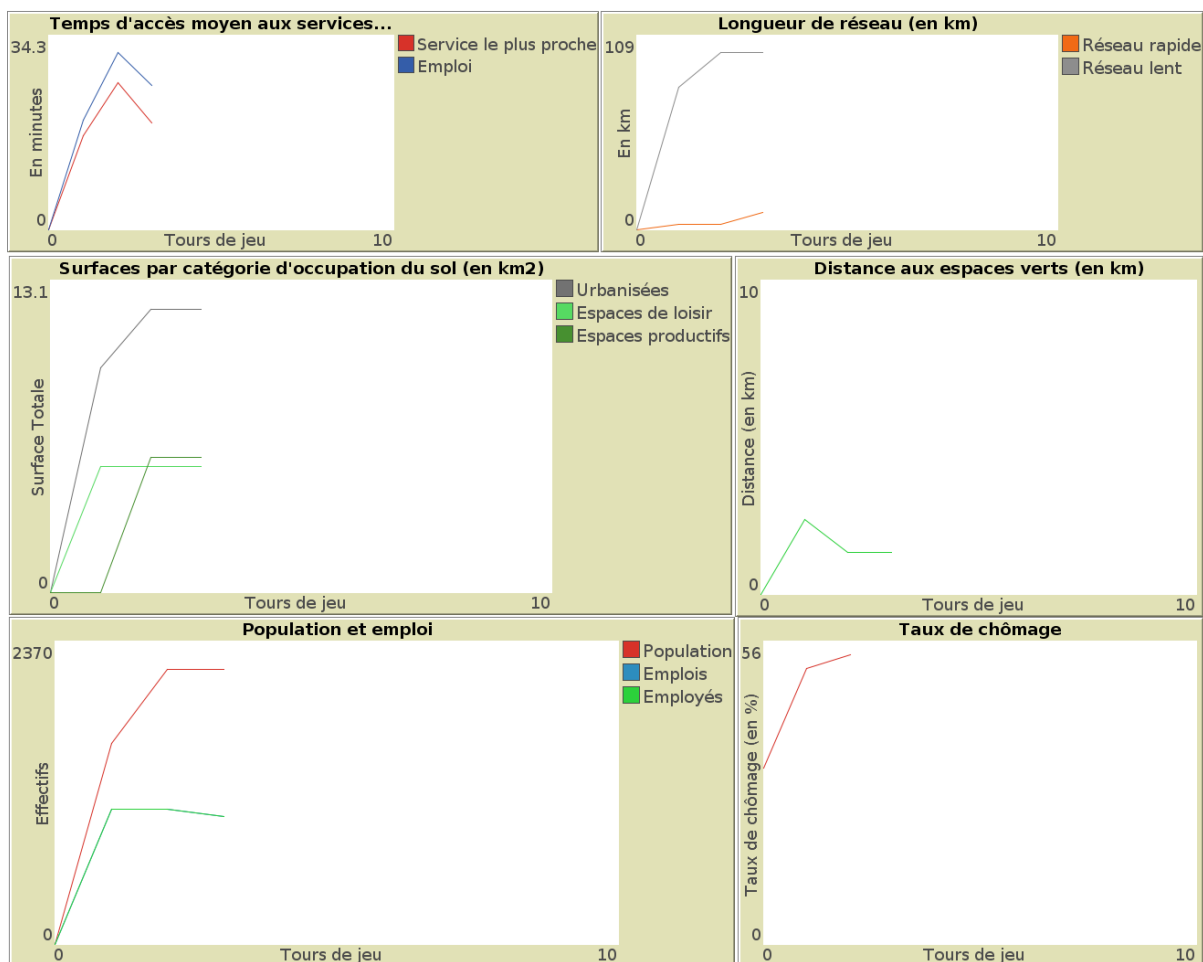 Temps d'accès moyen aux services...
34.3
En minutes
0
0
Tours de jeu
10
Service le plus proche
Emploi
Longueur de réseau (en km)
109
En km
0
0
Tours de jeu
10
Réseau rapide
Réseau lent
Surfaces par catégorie d'occupation du sol (en km2)
13.1
Surface Totale
0
0
Tours de jeu
10
Urbanisées
Espaces de loisir
Espaces productifs
Distance aux espaces verts (en km)
10
Distance (en km)
0
0
Tours de jeu
10
Population et emploi
2370
Effectifs
0
0
Tours de jeu
10
Population
Emplois
Employés
Taux de chômage
56
Taux de chômage (en %)
0
0
Tours de jeu
10